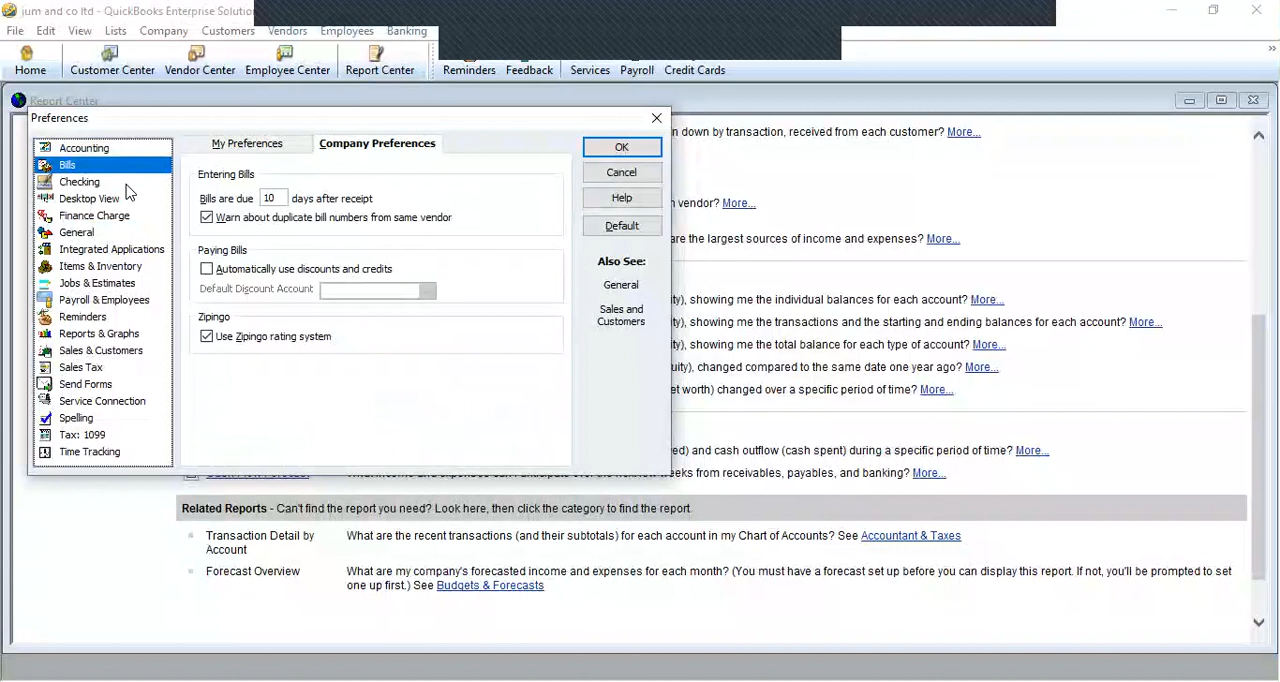 jum and co ltd - QuickBooks Enterprise Solutio
File Edit View Lists Company Customers Vendors Employees Banking
Home Customer Center Vendor Center Employee Center Report Center Reminders Feedback Services Payroll Credit Cards
Report Center
Preferences
Accounting
Bills
Checking
Desktop View
Finance Charge
General
Integrated Applications
Items & Inventory
Jobs & Estimates
Payroll & Employees
Reminders
Reports & Graphs
Sales & Customers
Sales Tax
Send Forms
Service Connection
Spelling
Tax: 1099
Time Tracking
My Preferences Company Preferences
Entering Bills
Bills are due 10 days after receipt
Warn about duplicate bill numbers from same vendor
Paying Bills
Automatically use discounts and credits
Default Discount Account
Zipingo
Use Zipingo rating system
OK
Cancel
Help
Default
Also See:
General
Sales and
Customers
n down by transaction, received from each customer? More...
vendor? More...
are the largest sources of income and expenses? More...
ity), showing me the individual balances for each account? More...
ity), showing me the transactions and the starting and ending balances for each account? More...
ity), showing me the total balance for each type of account? More...
uity), changed compared to the same date one year ago? More...
et worth) changed over a specific period of time? More...
ved) and cash outflow (cash spent) during a specific period of time? More...
weeks from receivables, payables, and banking? More...
Related Reports - Can't find the report you need? Look here, then click the category to find the report.
Transaction Detail by
Account
What are the recent transactions (and their subtotals) for each account in my Chart of Accounts? See Accountant & Taxes
Forecast Overview
What are my company's forecasted income and expenses for each month? (You must have a forecast set up before you can display this report. If not, you'll be prompted to set
one up first.) See Budgets & Forecasts